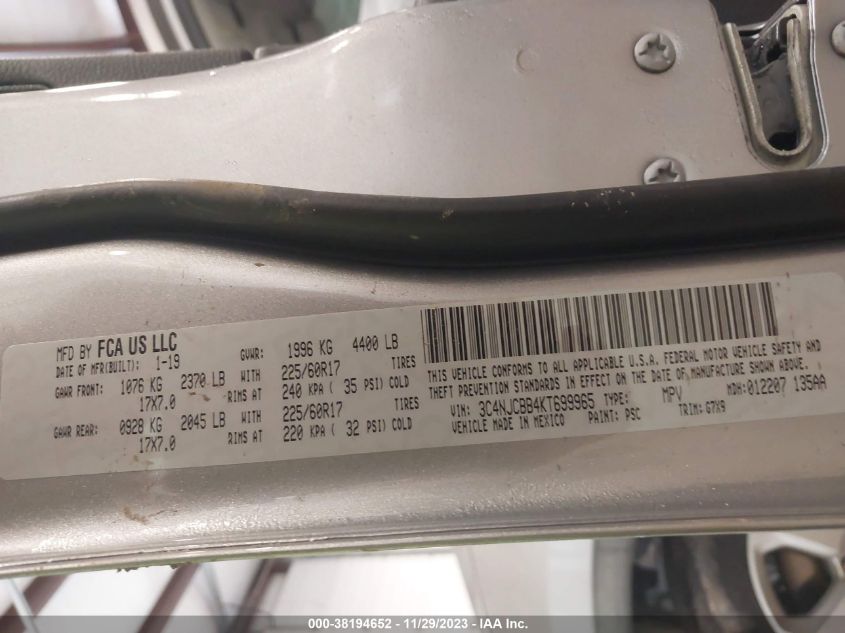 MFD BY FCA US LLC
DATE OF MFR(BUILT): 1-19 GVWR: 1996 KG 4400 LB
GAWR FRONT: 1076 KG 2370 LB WITH 225/60R17 TIRES
17X7.0 RIMS AT 240 KPA ( 35 PSI) COLD
GAWR REAR: 0928 KG 2045 LB WITH 225/60R17 TIRES
17X7.0 RIMS AT 220 KPA ( 32 PSI) COLD
THIS VEHICLE CONFORMS TO ALL APPLICABLE U.S.A. FEDERAL MOTOR VEHICLE SAFETY AND
THEFT PREVENTION STANDARDS IN EFFECT ON THE DATE OF MANUFACTURE SHOWN ABOVE.
VIN: 3C4NJCBB4KT699965 TYPE: MPV MDH: 012207 135AA
VEHICLE MADE IN MEXICO PAINT: PSC TRIM: G7X9
000-38194652 - 11/29/2023 - IAA Inc.